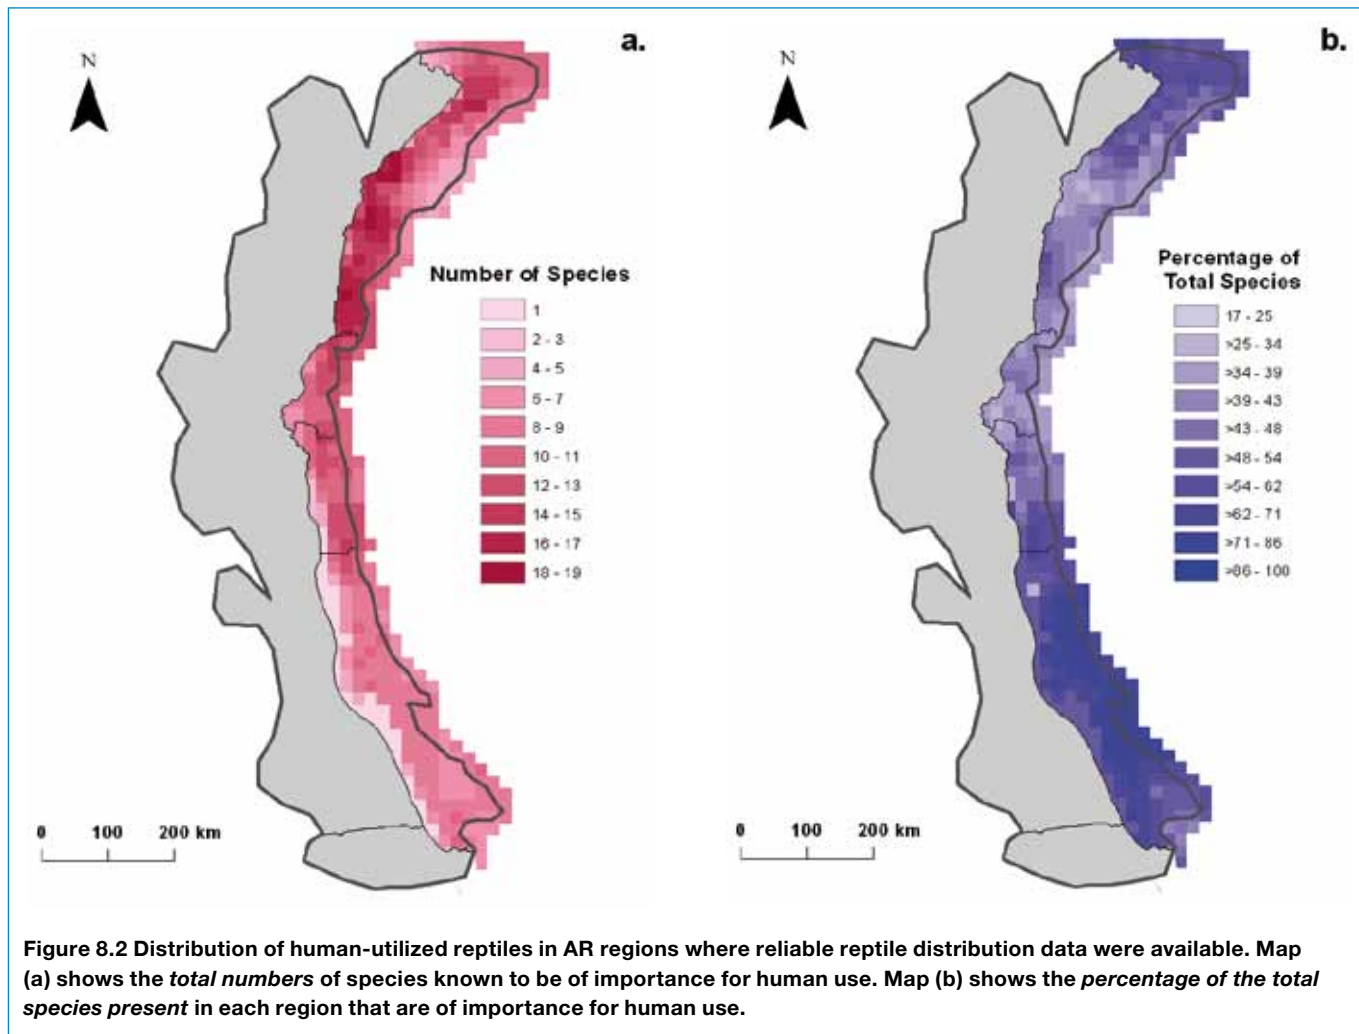 a.
N
Number of Species
1
2 - 3
4 - 5
6 - 7
8 - 9
10 - 11
12 - 13
14 - 15
16 - 17
18 - 19
0 100 200 km
b.
N
Percentage of
Total Species
17 - 25
>25 - 34
>34 - 39
>39 - 43
>43 - 48
>48 - 54
>54 - 62
>62 - 71
>71 - 86
>86 - 100
0 100 200 km
Figure 8.2 Distribution of human-utilized reptiles in AR regions where reliable reptile distribution data were available. Map
(a) shows the total numbers of species known to be of importance for human use. Map (b) shows the percentage of the total
species present in each region that are of importance for human use.